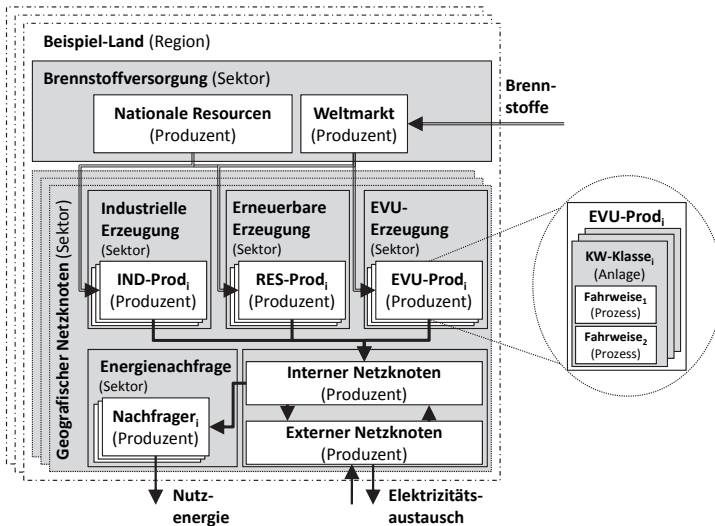 Beispiel-Land (Region)
Brennstoffversorgung (Sektor)
Nationale Resourcen
(Produzent)
Weltmarkt
(Produzent)
Brenn-
stoffe
Geografischer Netzknoten (Sektor)
Industrielle
Erzeugung
(Sektor)
IND-Prodi
(Produzent)
Erneuerbare
Erzeugung
(Sektor)
RES-Prodi
(Produzent)
EVU-
Erzeugung
(Sektor)
EVU-Prodi
(Produzent)
EVU-Prodi
KW-Klassei
(Anlage)
Fahrweise1
(Prozess)
Fahrweise2
(Prozess)
Energienachfrage
(Sektor)
Nachfrageri
(Produzent)
Interner Netzknoten
(Produzent)
Externer Netzknoten
(Produzent)
Nutz-
energie
Elektrizitäts-
austausch